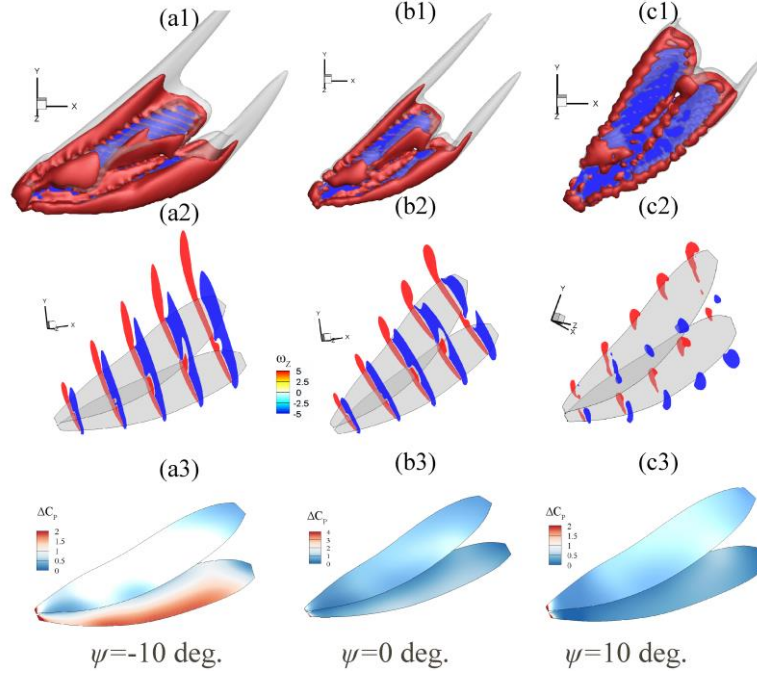 (a1) (b1) (c1)
Y X Z
Y X Z
Y X Z
(a2) (b2) (c2)
Y X
Y X
Y Z X
ω_Z
5
2.5
0
-2.5
-5
(a3) (b3) (c3)
ΔC_P
2
1.5
1
0.5
0
ΔC_P
4
3
2
1
0
ΔC_P
2
1.5
1
0.5
0
ψ=-10 deg. ψ=0 deg. ψ=10 deg.